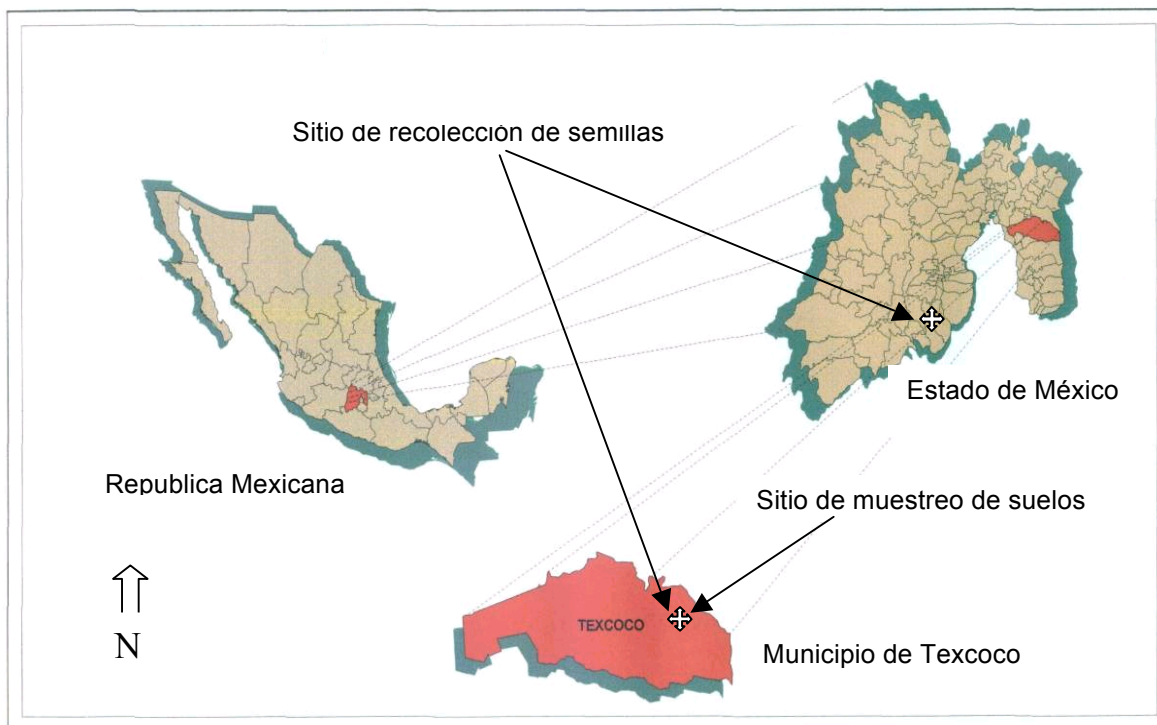 Sitio de recolección de semillas
Estado de México
Republica Mexicana
Sitio de muestreo de suelos
N
TEXCOCO
Municipio de Texcoco